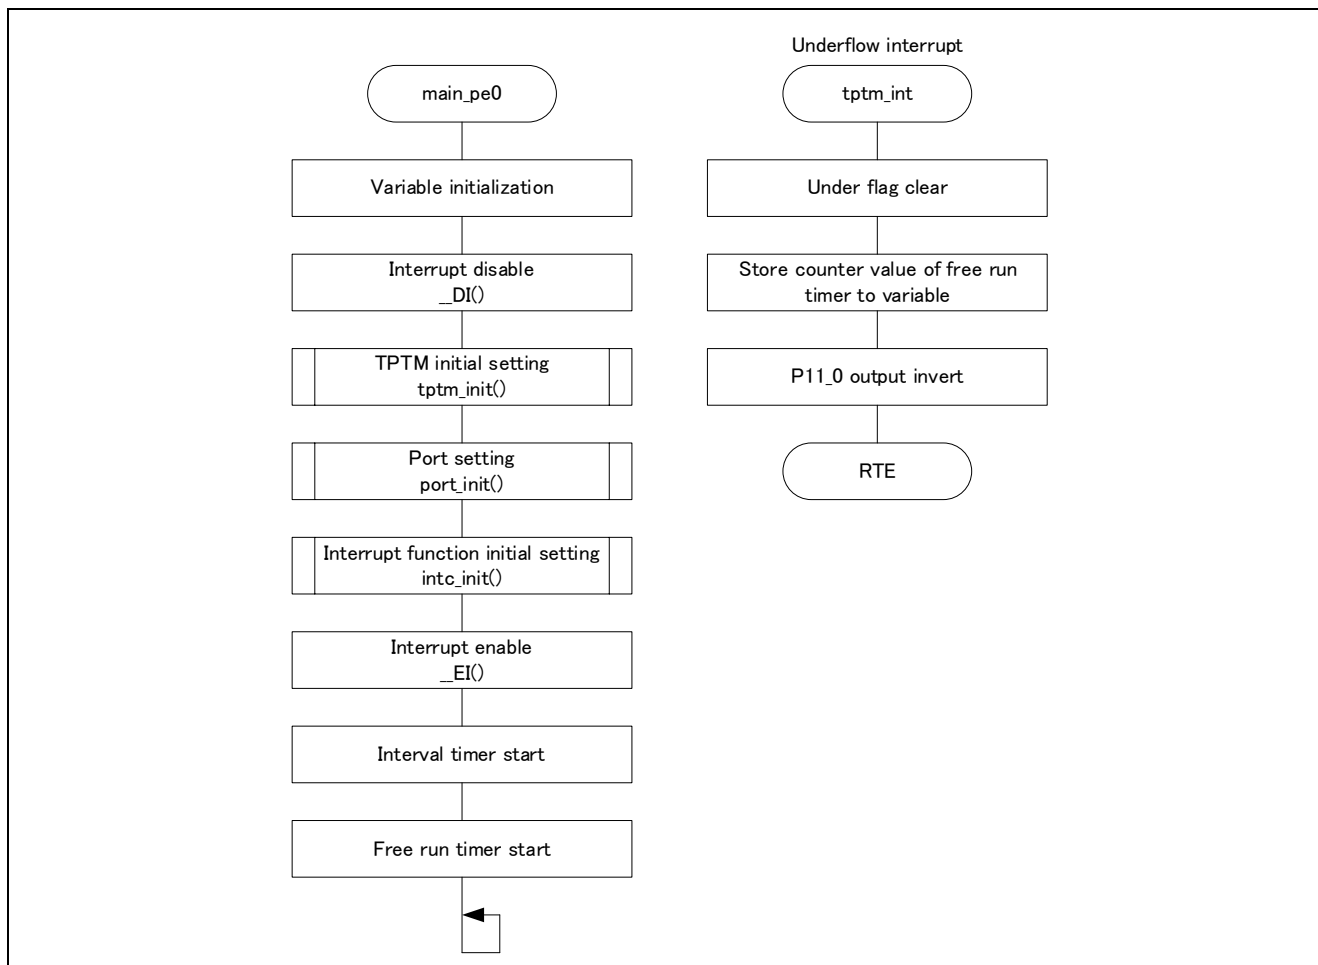 main_pe0
Variable initialization
Interrupt disable
__DI()
TPTM initial setting
tptm_init()
Port setting
port_init()
Interrupt function initial setting
intc_init()
Interrupt enable
__EI()
Interval timer start
Free run timer start
Underflow interrupt
tptm_int
Under flag clear
Store counter value of free run
timer to variable
P11_0 output invert
RTE